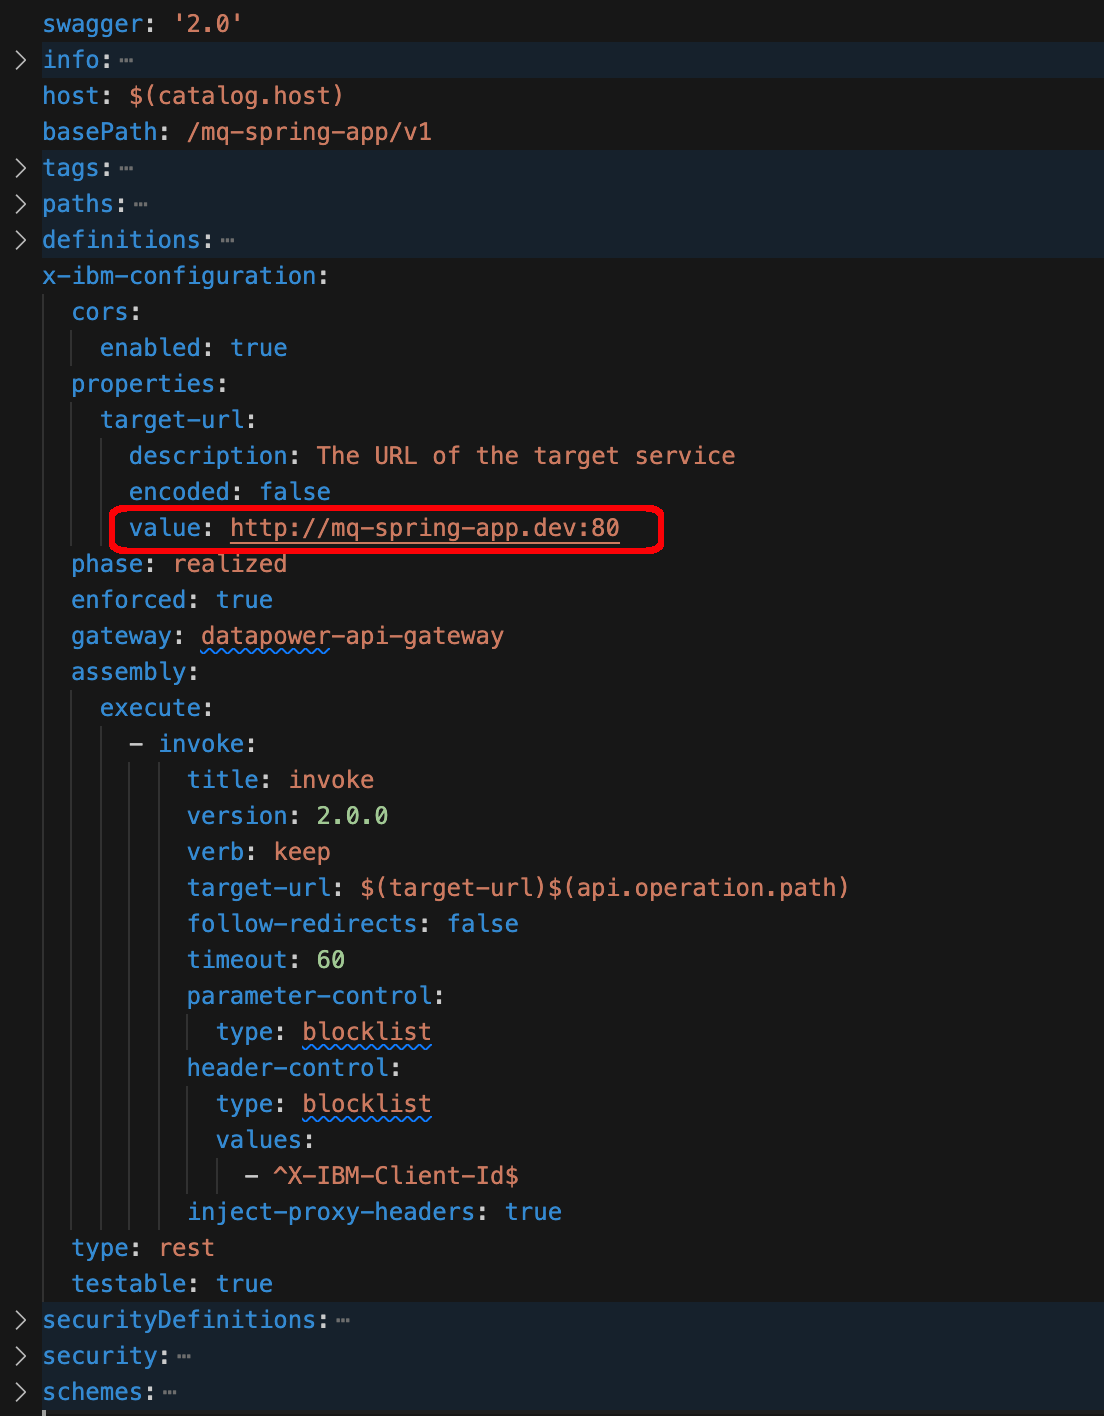 swagger: '2.0'
info:…
host: $(catalog.host)
basePath: /mq-spring-app/v1
tags:…
paths:…
definitions:…
x-ibm-configuration:
cors:
enabled: true
properties:
target-url:
description: The URL of the target service
encoded: false
value: http://mq-spring-app.dev:80
phase: realized
enforced: true
gateway: datapower-api-gateway
assembly:
execute:
- invoke:
title: invoke
version: 2.0.0
verb: keep
target-url: $(target-url)$(api.operation.path)
follow-redirects: false
timeout: 60
parameter-control:
type: blocklist
header-control:
type: blocklist
values:
- ^X-IBM-Client-Id$
inject-proxy-headers: true
type: rest
testable: true
securityDefinitions:…
security:…
schemes:…